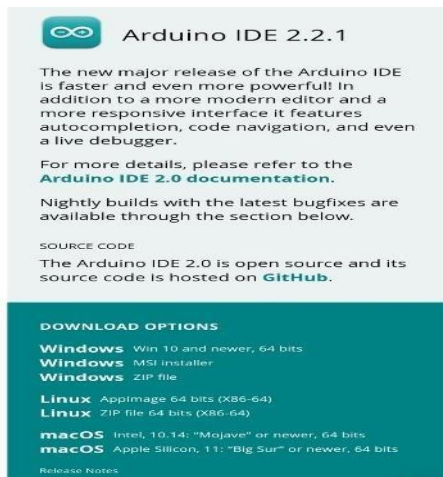 Arduino IDE 2.2.1
The new major release of the Arduino IDE
is faster and even more powerful! In
addition to a more modern editor and a
more responsive interface it features
autocompletion, code navigation, and even
a live debugger.
For more details, please refer to the
Arduino IDE 2.0 documentation.
Nightly builds with the latest bugfixes are
available through the section below.
SOURCE CODE
The Arduino IDE 2.0 is open source and its
source code is hosted on GitHub.
DOWNLOAD OPTIONS
Windows Win 10 and newer, 64 bits
Windows MSI installer
Windows ZIP file
Linux AppImage 64 bits (X86-64)
Linux ZIP file 64 bits (X86-64)
macOS Intel, 10.14: "Mojave" or newer, 64 bits
macOS Apple Silicon, 11: "Big Sur" or newer, 64 bits
Release Notes